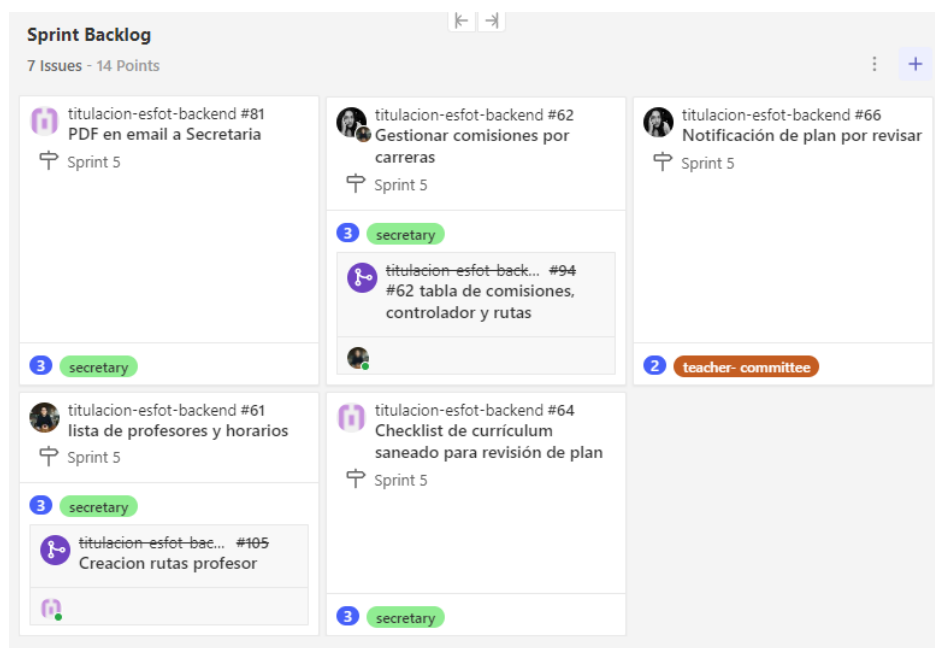 Sprint Backlog
7 Issues - 14 Points
titulacion-esfot-backend #81
PDF en email a Secretaria
Sprint 5
3 secretary
titulacion-esfot-backend #62
Gestionar comisiones por
carreras
Sprint 5
3 secretary
titulacion-esfot-back... #94
#62 tabla de comisiones,
controlador y rutas
titulacion-esfot-backend #66
Notificación de plan por revisar
Sprint 5
2 teacher- committee
titulacion-esfot-backend #61
lista de profesores y horarios
Sprint 5
3 secretary
titulacion-esfot-bac... #105
Creacion rutas profesor
titulacion-esfot-backend #64
Checklist de currículum
saneado para revisión de plan
Sprint 5
3 secretary